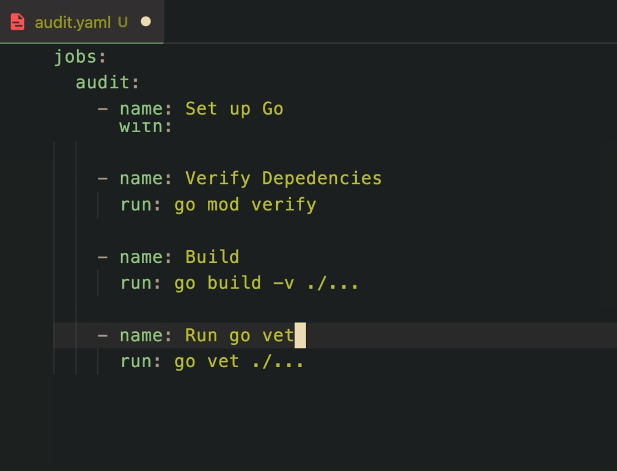 audit.yaml U
jobs:
audit:
- name: Set up Go
with:
- name: Verify Depedencies
run: go mod verify
- name: Build
run: go build -v ./...
- name: Run go vet
run: go vet ./...